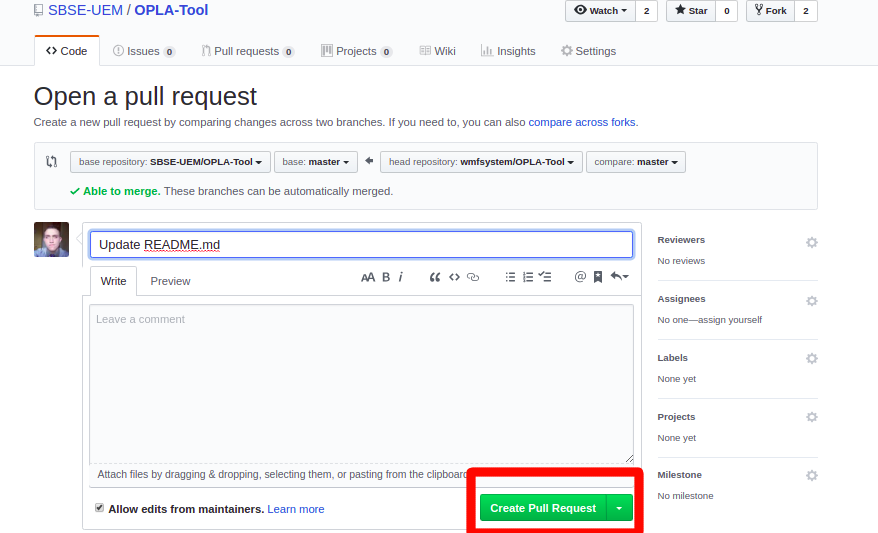 SBSE-UEM / OPLA-Tool
Watch 2 Star 0 Fork 2
Code Issues 0 Pull requests 0 Projects 0 Wiki Insights Settings
Open a pull request
Create a new pull request by comparing changes across two branches. If you need to, you can also compare across forks.
base repository: SBSE-UEM/OPLA-Tool base: master head repository: wmfsystem/OPLA-Tool compare: master
Able to merge. These branches can be automatically merged.
Update README.md
Write Preview
AA B i
Leave a comment
Attach files by dragging & dropping, selecting them, or pasting from the clipboard
Allow edits from maintainers. Learn more
Create Pull Request
Reviewers
No reviews
Assignees
No one—assign yourself
Labels
None yet
Projects
None yet
Milestone
No milestone